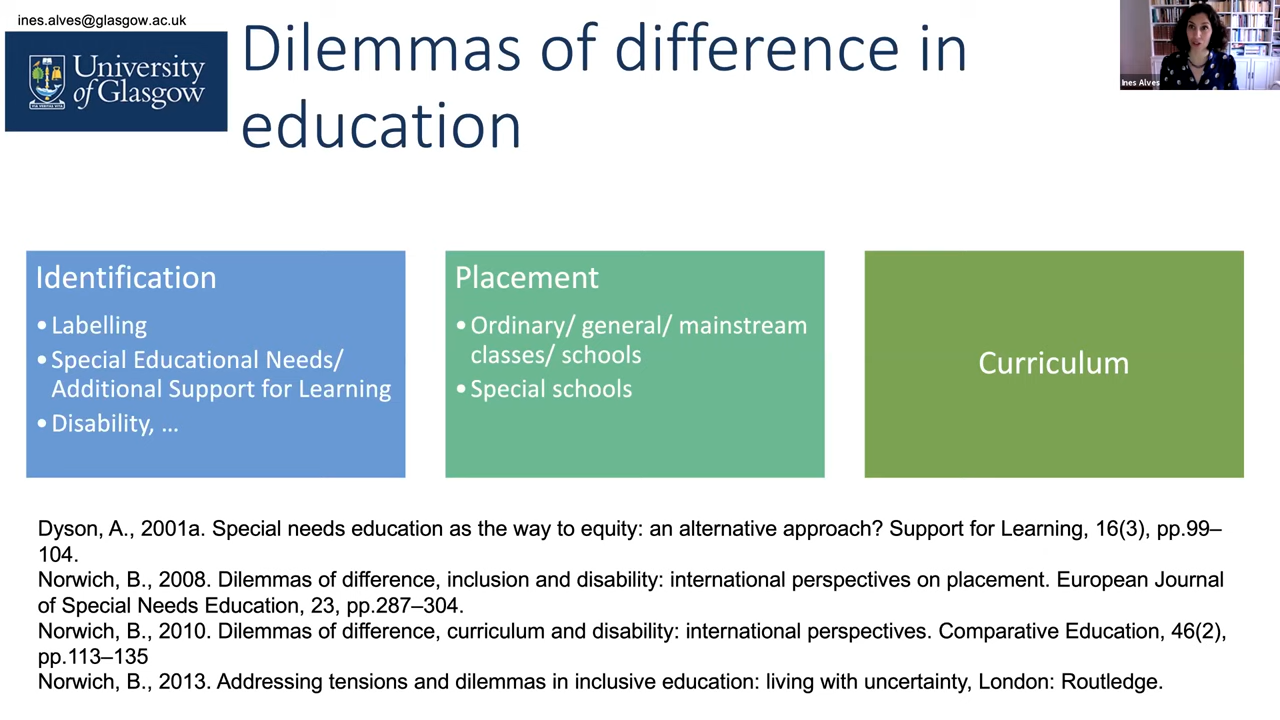 ines.alves@glasgow.ac.uk
University
of Glasgow
Dilemmas of difference in
education
Ines Alves
Identification
• Labelling
• Special Educational Needs/
Additional Support for Learning
• Disability, ...
Placement
• Ordinary/ general/ mainstream
classes/ schools
• Special schools
Curriculum
Dyson, A., 2001a. Special needs education as the way to equity: an alternative approach? Support for Learning, 16(3), pp.99–
104.
Norwich, B., 2008. Dilemmas of difference, inclusion and disability: international perspectives on placement. European Journal
of Special Needs Education, 23, pp.287–304.
Norwich, B., 2010. Dilemmas of difference, curriculum and disability: international perspectives. Comparative Education, 46(2),
pp.113–135
Norwich, B., 2013. Addressing tensions and dilemmas in inclusive education: living with uncertainty, London: Routledge.